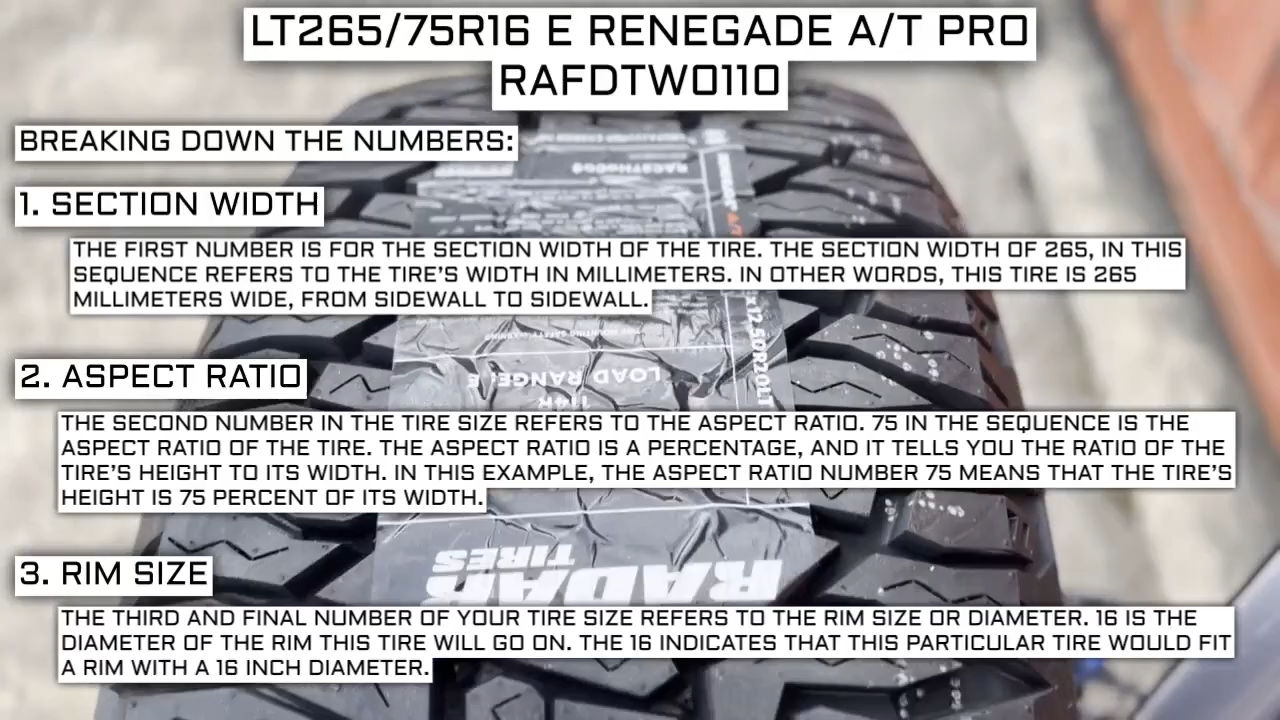 LT265/75R16 E RENEGADE A/T PRO
RAFDTW0110
BREAKING DOWN THE NUMBERS:
1. SECTION WIDTH
THE FIRST NUMBER IS FOR THE SECTION WIDTH OF THE TIRE. THE SECTION WIDTH OF 265, IN THIS
SEQUENCE REFERS TO THE TIRE'S WIDTH IN MILLIMETERS. IN OTHER WORDS, THIS TIRE IS 265
MILLIMETERS WIDE, FROM SIDEWALL TO SIDEWALL.
X12.50R20LT
LOAD RANGE, E
114R
2. ASPECT RATIO
THE SECOND NUMBER IN THE TIRE SIZE REFERS TO THE ASPECT RATIO. 75 IN THE SEQUENCE IS THE
ASPECT RATIO OF THE TIRE. THE ASPECT RATIO IS A PERCENTAGE, AND IT TELLS YOU THE RATIO OF THE
TIRE'S HEIGHT TO ITS WIDTH. IN THIS EXAMPLE, THE ASPECT RATIO NUMBER 75 MEANS THAT THE TIRE'S
HEIGHT IS 75 PERCENT OF ITS WIDTH.
RADAR
TIRES
3. RIM SIZE
THE THIRD AND FINAL NUMBER OF YOUR TIRE SIZE REFERS TO THE RIM SIZE OR DIAMETER. 16 IS THE
DIAMETER OF THE RIM THIS TIRE WILL GO ON. THE 16 INDICATES THAT THIS PARTICULAR TIRE WOULD FIT
A RIM WITH A 16 INCH DIAMETER.